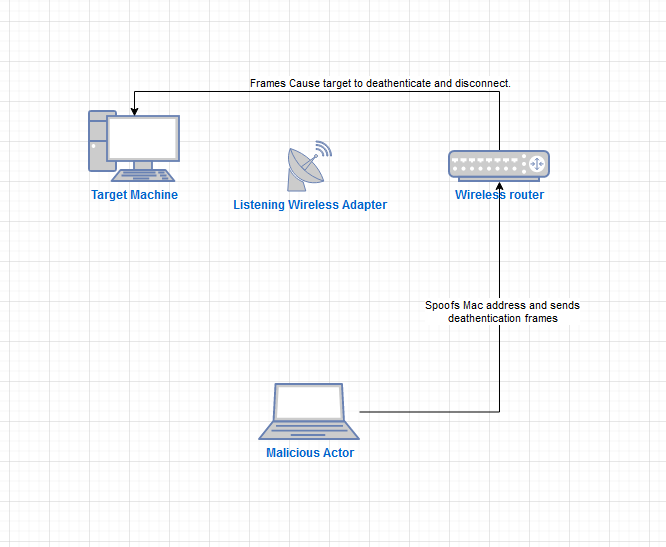 Frames Cause target to deathenticate and disconnect.
Target Machine
Listening Wireless Adapter
Wireless router
Spoofs Mac address and sends
deathentication frames
Malicious Actor